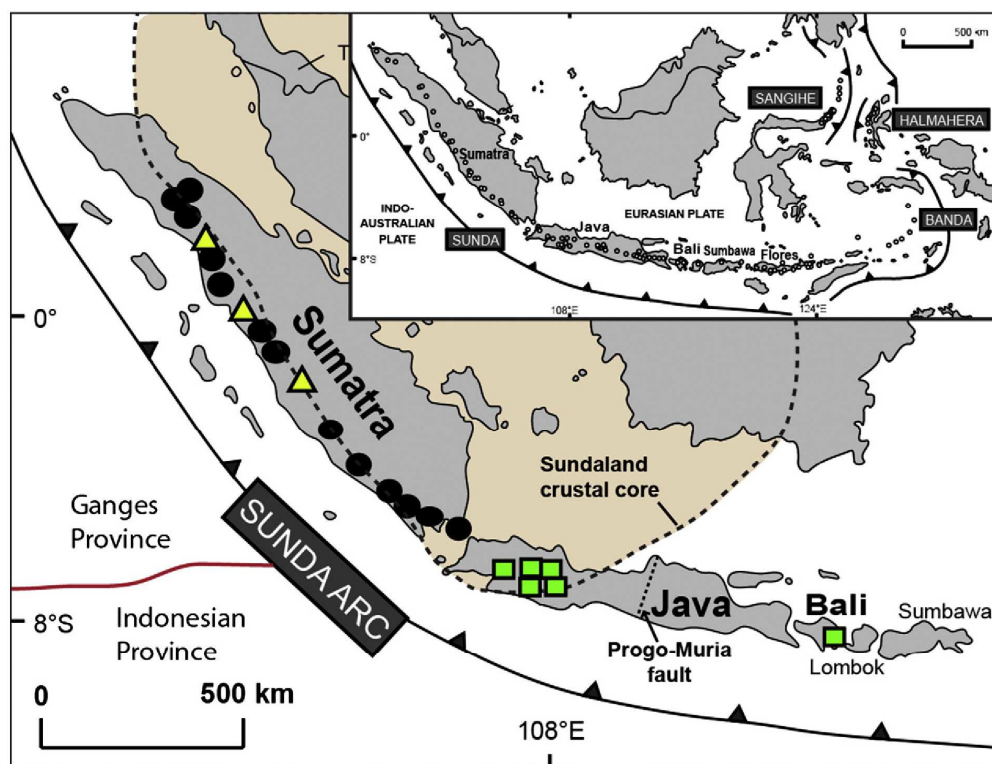 T
0°
8°S
Ganges
Province
Indonesian
Province
0
500 km
SUNDA ARC
Sumatra
Sundaland
crustal core
Java
Progo-Muria
fault
Bali
Lombok
Sumbawa
108°E
0
500 km
SANGIHE
HALMAHERA
0°
Sumatra
INDO-
AUSTRALIAN
PLATE
EURASIAN PLATE
BANDA
SUNDA
Java
8°S
Bali
Sumbawa
Flores
108°E
124°E